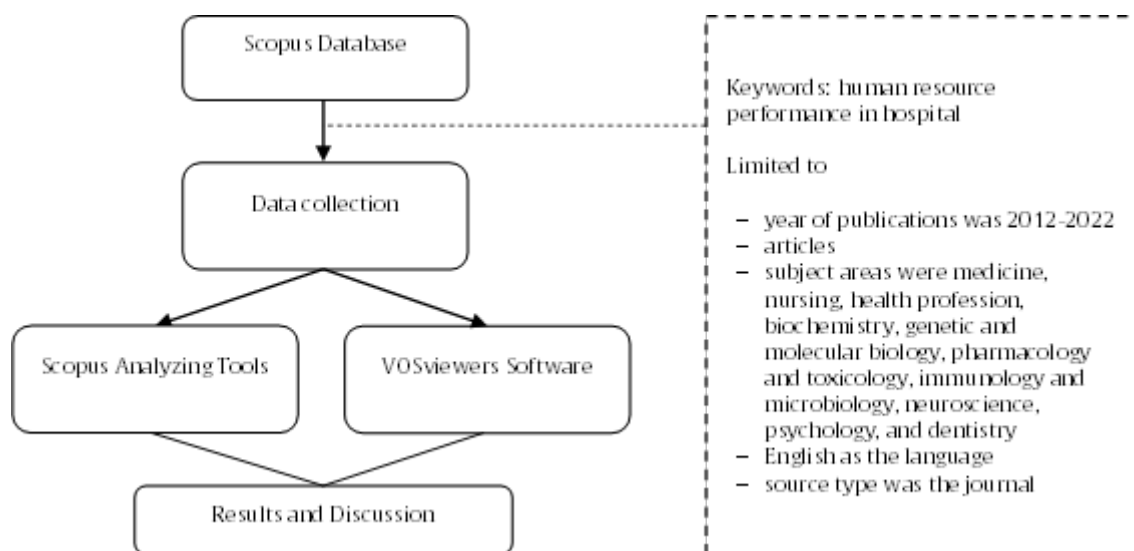 Scopus Database
Data collection
Scopus Analyzing Tools
VOSviewers Software
Results and Discussion
Keywords: human resource
performance in hospital
Limited to
– year of publications was 2012-2022
– articles
– subject areas were medicine,
nursing, health profession,
biochemistry, genetic and
molecular biology, pharmacology
and toxicology, immunology and
microbiology, neuroscience,
psychology, and dentistry
– English as the language
– source type was the journal